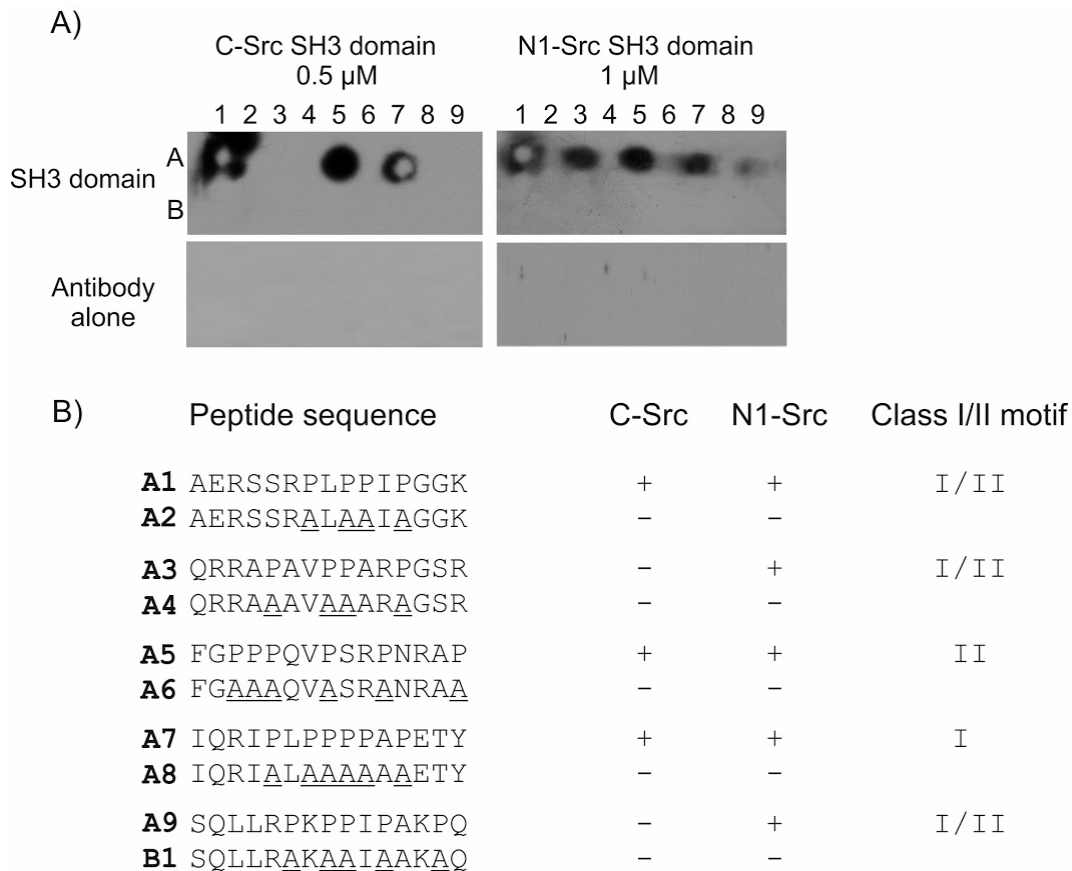 A)
C-Src SH3 domain
0.5 µM
N1-Src SH3 domain
1 µM
1 2 3 4 5 6 7 8 9
1 2 3 4 5 6 7 8 9
SH3 domain
A
B
Antibody
alone
B)
Peptide sequence C-Src N1-Src Class I/II motif
A1 AERSSRPLPPIPGGK + + I/II
A2 AERSSRALAAIAGGK - -
A3 QRRAPAVPPARPGSR - + I/II
A4 QRRAAAVAAARAGSR - -
A5 FGPPPQVPSRPNRAP + + II
A6 FGAAAQVASRANRAA - -
A7 IQRIPLPPPPAPETY + + I
A8 IQRIALAAAAAAETY - -
A9 SQLLRPKPPIPAKPQ - + I/II
B1 SQLLRAKAAIAAKAQ - -